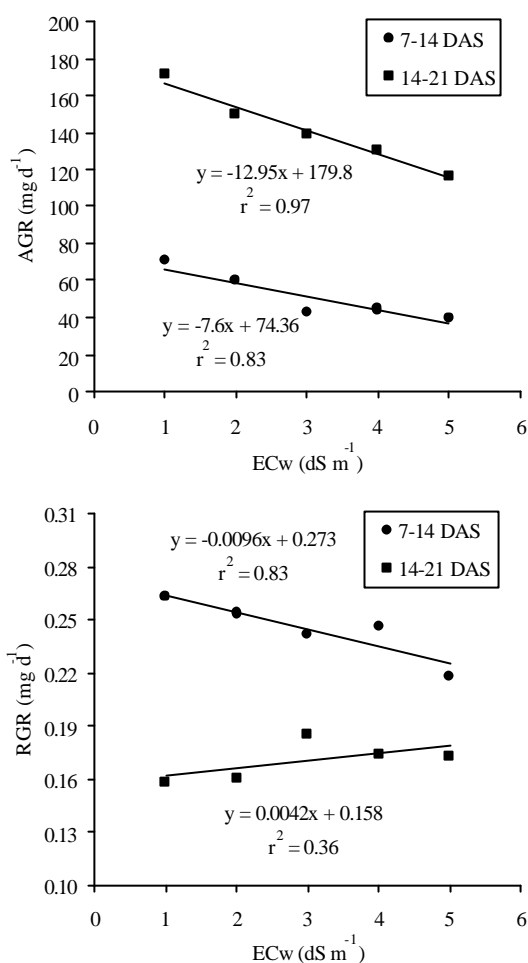 200
180
160
140
120
100
80
60
40
20
0
AGR (mg d⁻¹)
7-14 DAS
14-21 DAS
y = -12.95x + 179.8
r² = 0.97
y = -7.6x + 74.36
r² = 0.83
0 1 2 3 4 5 6
ECw (dS m⁻¹)
0.31
0.28
0.25
0.22
0.19
0.16
0.13
0.10
RGR (mg d⁻¹)
7-14 DAS
14-21 DAS
y = -0.0096x + 0.273
r² = 0.83
y = 0.0042x + 0.158
r² = 0.36
0 1 2 3 4 5 6
ECw (dS m⁻¹)